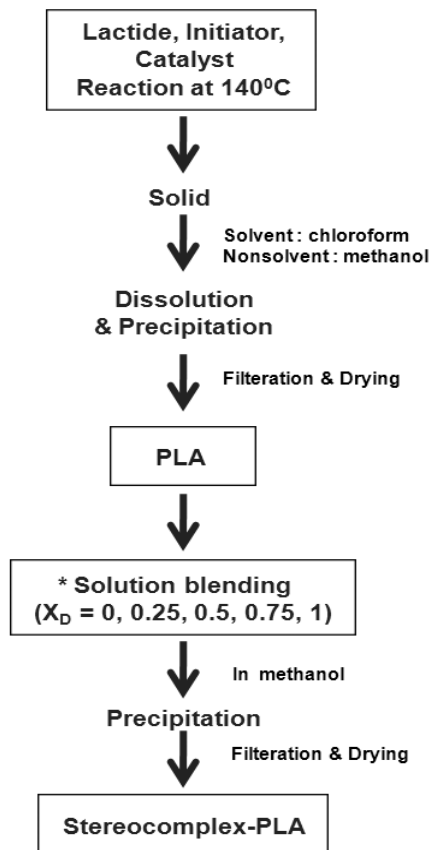 Lactide, Initiator,
Catalyst
Reaction at 140⁰C
Solid
Solvent : chloroform
Nonsolvent : methanol
Dissolution
& Precipitation
Filteration & Drying
PLA
* Solution blending
(X_D = 0, 0.25, 0.5, 0.75, 1)
In methanol
Precipitation
Filteration & Drying
Stereocomplex-PLA